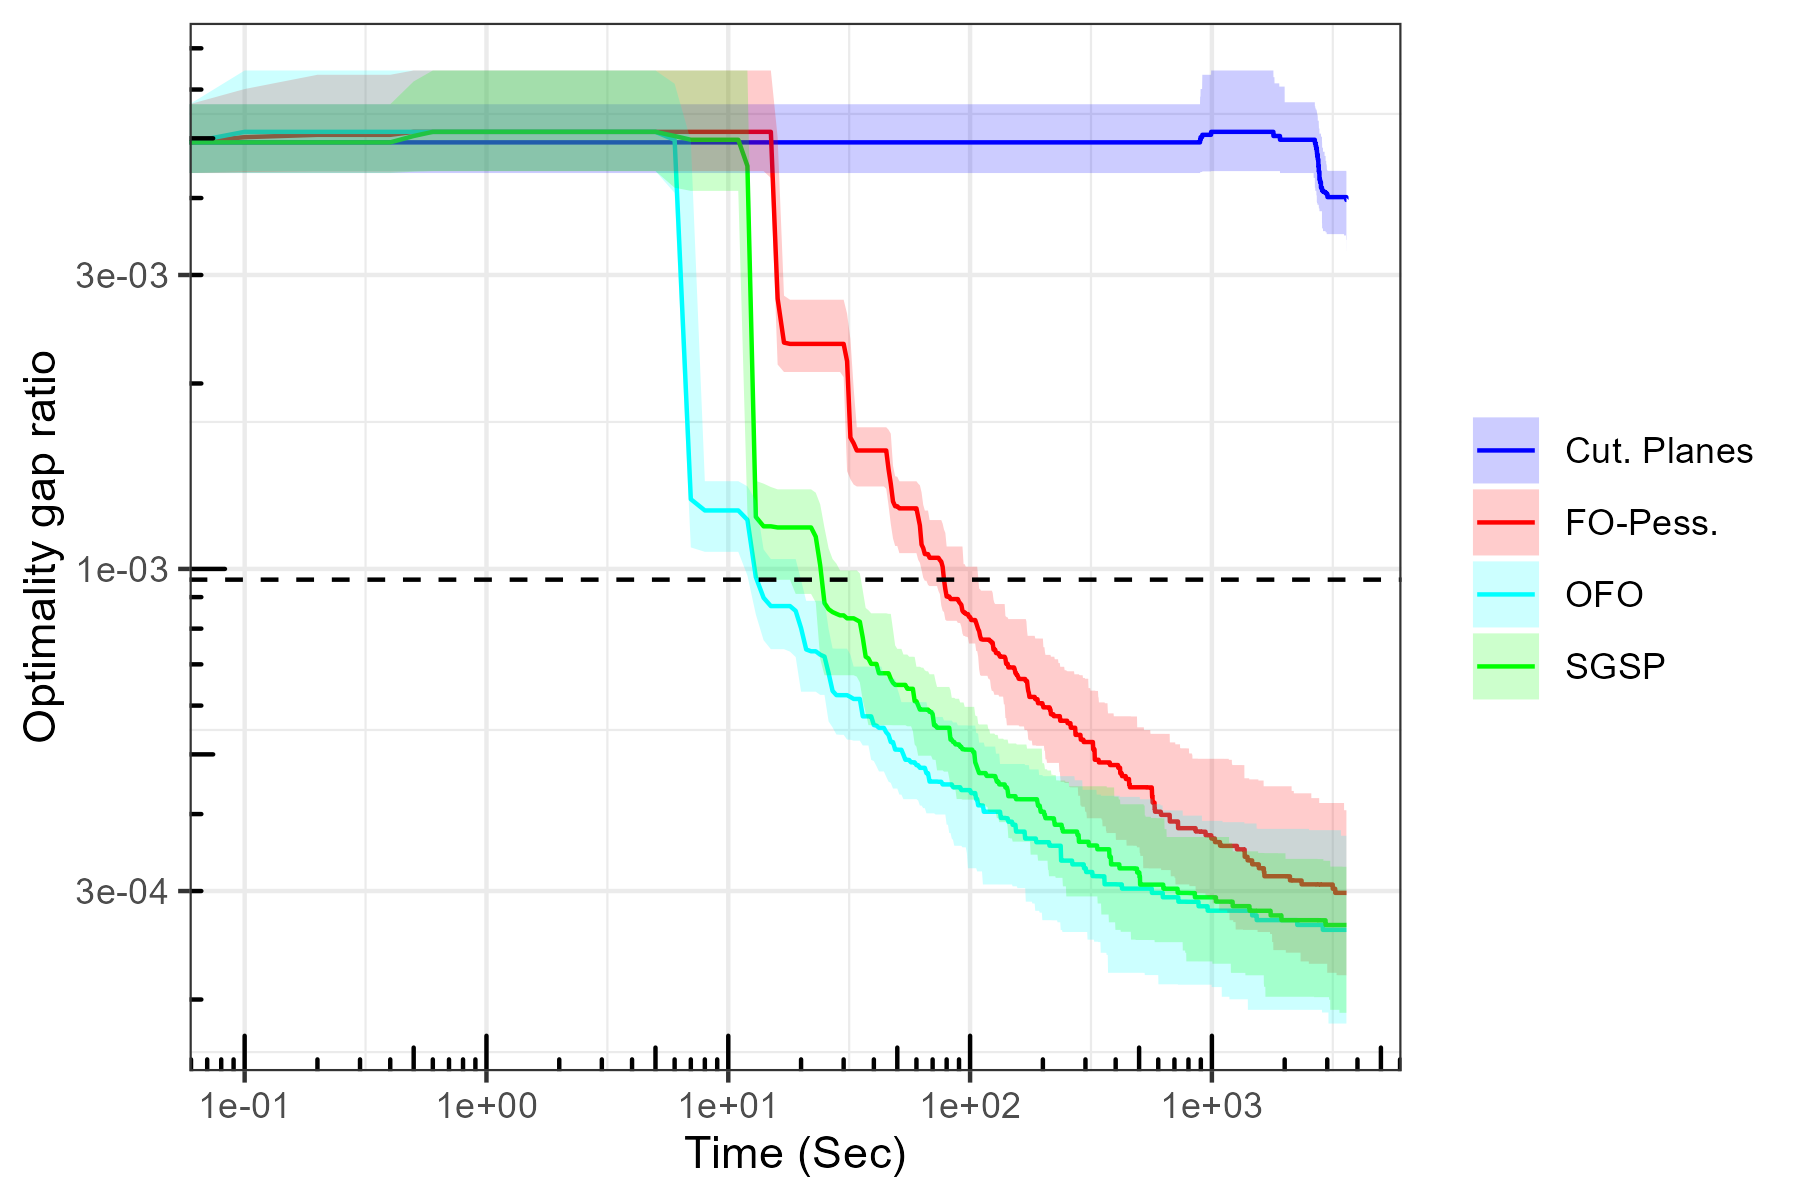 Optimality gap ratio
3e-03
1e-03
3e-04
1e-01
1e+00
1e+01
1e+02
1e+03
Time (Sec)
Cut. Planes
FO-Pess.
OFO
SGSP